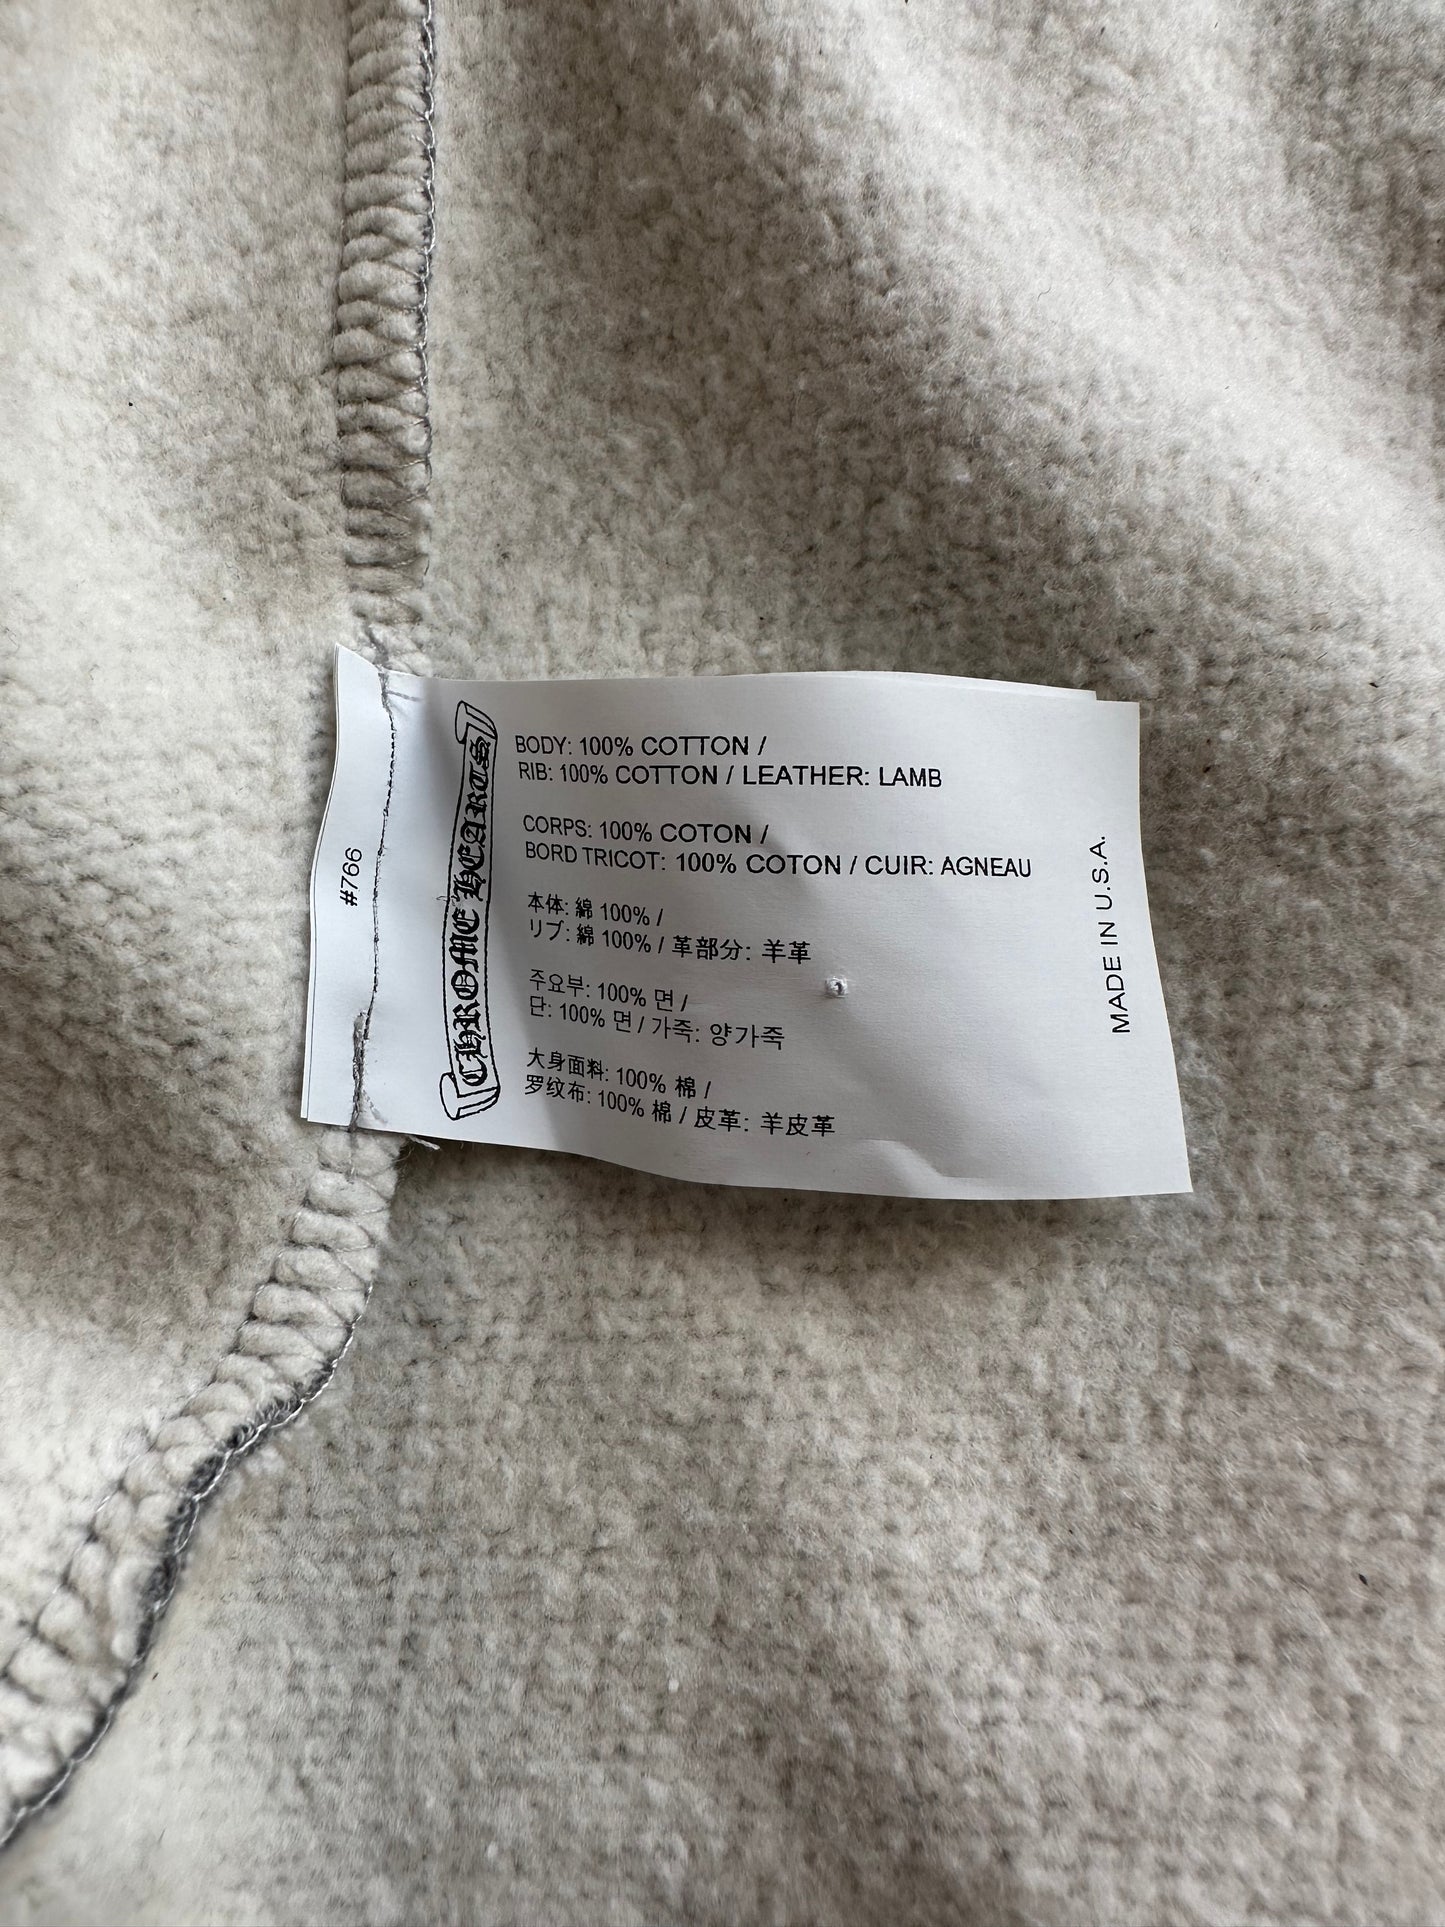 #766
CHROME HEARTS
BODY: 100% COTTON /
RIB: 100% COTTON / LEATHER: LAMB
CORPS: 100% COTON /
BORD TRICOT: 100% COTON / CUIR: AGNEAU
本体: 綿 100% /
リブ: 綿 100% / 革部分: 羊革
주요부: 100% 면 /
단: 100% 면 / 가죽: 양가죽
大身面料: 100% 棉 /
罗纹布: 100% 棉 / 皮革: 羊皮革
MADE IN U.S.A.